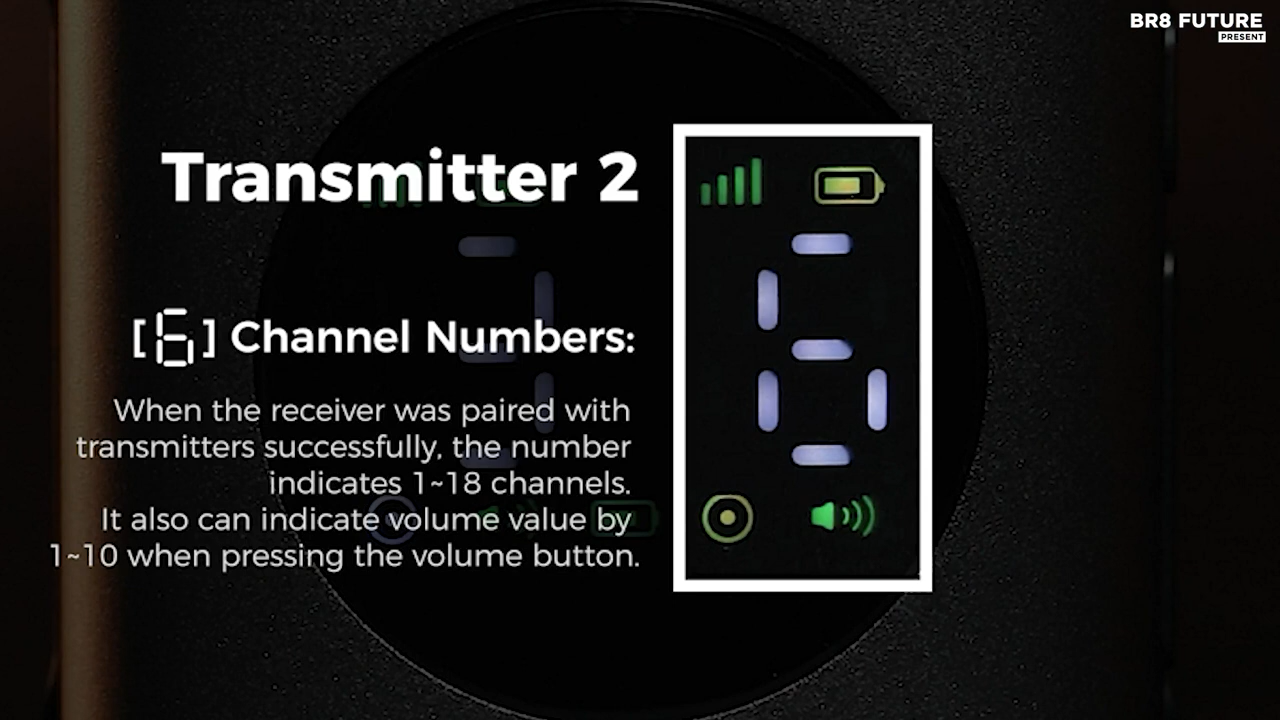 BR8 FUTURE
PRESENT
Transmitter 2
[6] Channel Numbers:
When the receiver was paired with
transmitters successfully, the number
indicates 1~18 channels.
It also can indicate volume value by
1~10 when pressing the volume button.
6